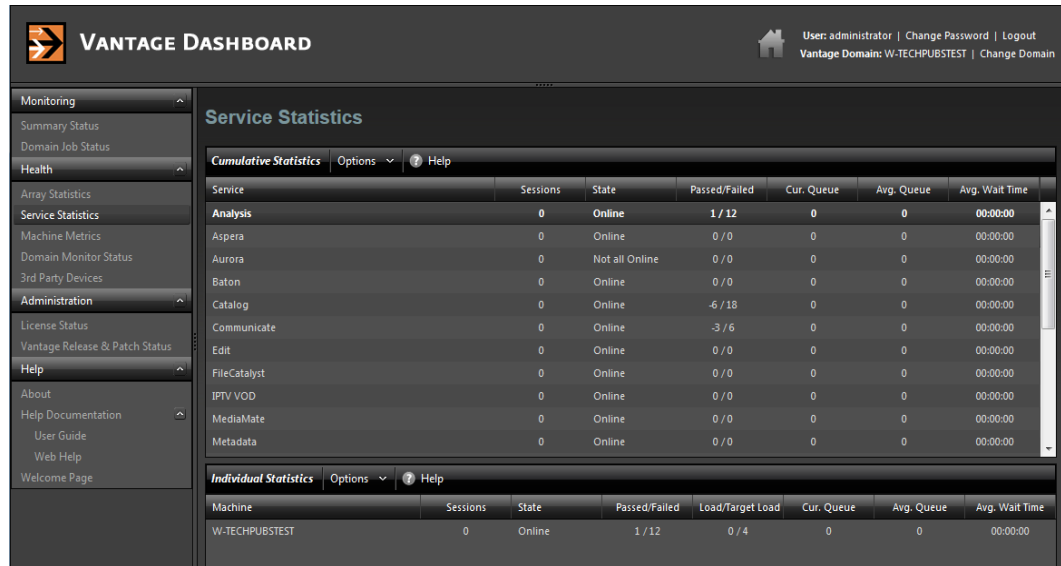 VANTAGE DASHBOARD
User: administrator | Change Password | Logout
Vantage Domain: W-TECHPUBSTEST | Change Domain
Monitoring
Summary Status
Domain Job Status
Health
Array Statistics
Service Statistics
Machine Metrics
Domain Monitor Status
3rd Party Devices
Administration
License Status
Vantage Release & Patch Status
Help
About
Help Documentation
User Guide
Web Help
Welcome Page
Service Statistics
Cumulative Statistics Options ? Help
Service Sessions State Passed/Failed Cur. Queue Avg. Queue Avg. Wait Time
Analysis 0 Online 1 / 12 0 0 00:00:00
Aspera 0 Online 0 / 0 0 0 00:00:00
Aurora 0 Not all Online 0 / 0 0 0 00:00:00
Baton 0 Online 0 / 0 0 0 00:00:00
Catalog 0 Online -6 / 18 0 0 00:00:00
Communicate 0 Online -3 / 6 0 0 00:00:00
Edit 0 Online 0 / 0 0 0 00:00:00
FileCatalyst 0 Online 0 / 0 0 0 00:00:00
IPTV VOD 0 Online 0 / 0 0 0 00:00:00
MediaMate 0 Online 0 / 0 0 0 00:00:00
Metadata 0 Online 0 / 0 0 0 00:00:00
Individual Statistics Options ? Help
Machine Sessions State Passed/Failed Load/Target Load Cur. Queue Avg. Queue Avg. Wait Time
W-TECHPUBSTEST 0 Online 1 / 12 0 / 4 0 0 00:00:00